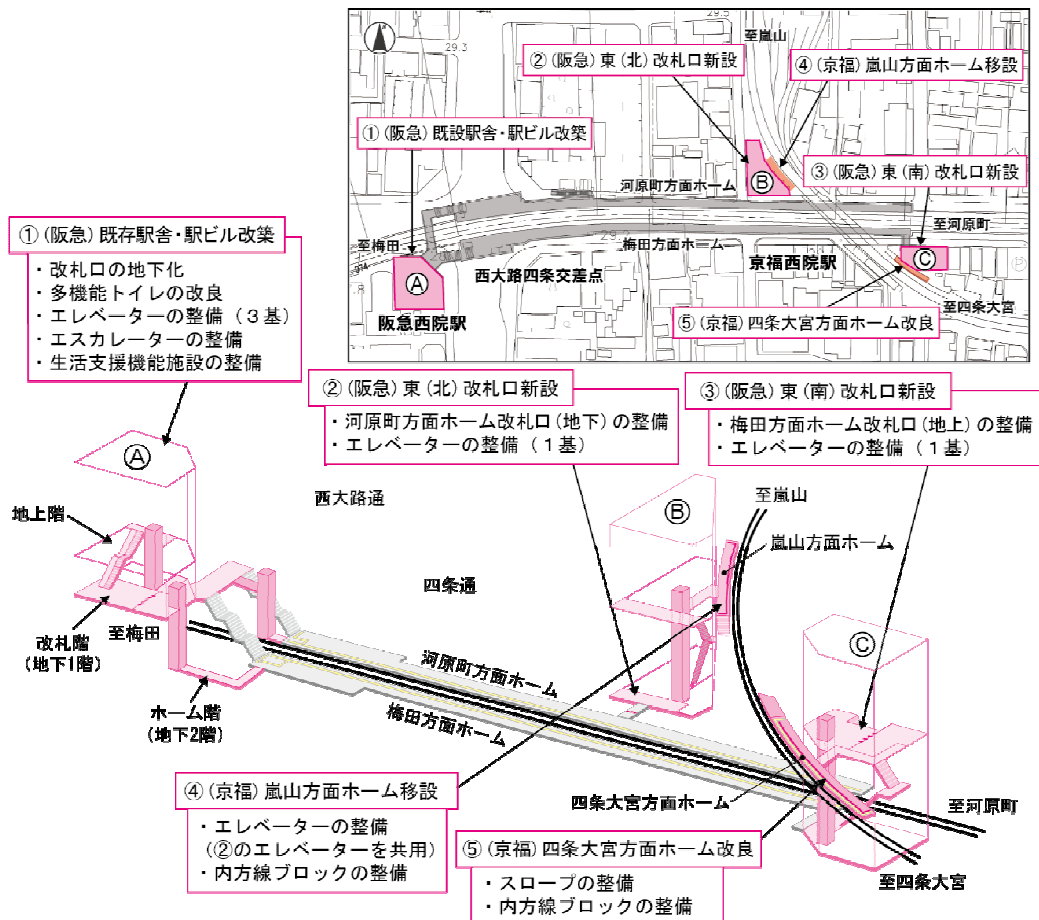 29.5
至嵐山
29.3
②(阪急)東(北)改札口新設
④(京福)嵐山方面ホーム移設
①(阪急)既設駅舎・駅ビル改築
③(阪急)東(南)改札口新設
河原町方面ホーム
Ⓑ
至梅田
至河原町
29.2
梅田方面ホーム
Ⓐ
西大路四条交差点
京福西院駅
Ⓒ
阪急西院駅
至四条大宮
⑤(京福)四条大宮方面ホーム改良
①(阪急)既存駅舎・駅ビル改築
・改札口の地下化
・多機能トイレの改良
・エレベーターの整備(3基)
・エスカレーターの整備
・生活支援機能施設の整備
②(阪急)東(北)改札口新設
・河原町方面ホーム改札口(地下)の整備
・エレベーターの整備(1基)
③(阪急)東(南)改札口新設
・梅田方面ホーム改札口(地上)の整備
・エレベーターの整備(1基)
Ⓐ
西大路通
Ⓑ
至嵐山
地上階
嵐山方面ホーム
四条通
改札階
(地下1階)
至梅田
Ⓒ
河原町方面ホーム
ホーム階
(地下2階)
梅田方面ホーム
④(京福)嵐山方面ホーム移設
・エレベーターの整備
(②のエレベーターを共用)
・内方線ブロックの整備
四条大宮方面ホーム
至河原町
⑤(京福)四条大宮方面ホーム改良
・スロープの整備
・内方線ブロックの整備
至四条大宮